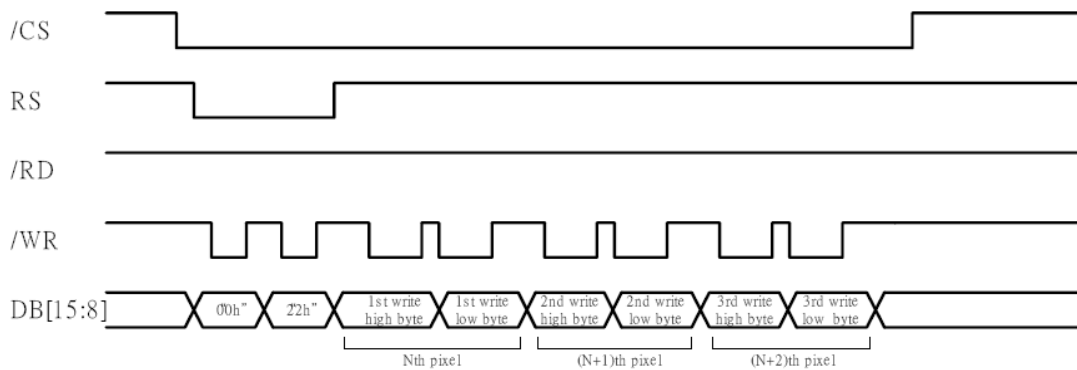 /CS
RS
/RD
/WR
DB[15:8]
"00h"
"22h"
1st write
high byte
1st write
low byte
2nd write
high byte
2nd write
low byte
3rd write
high byte
3rd write
low byte
Nth pixel
(N+1)th pixel
(N+2)th pixel